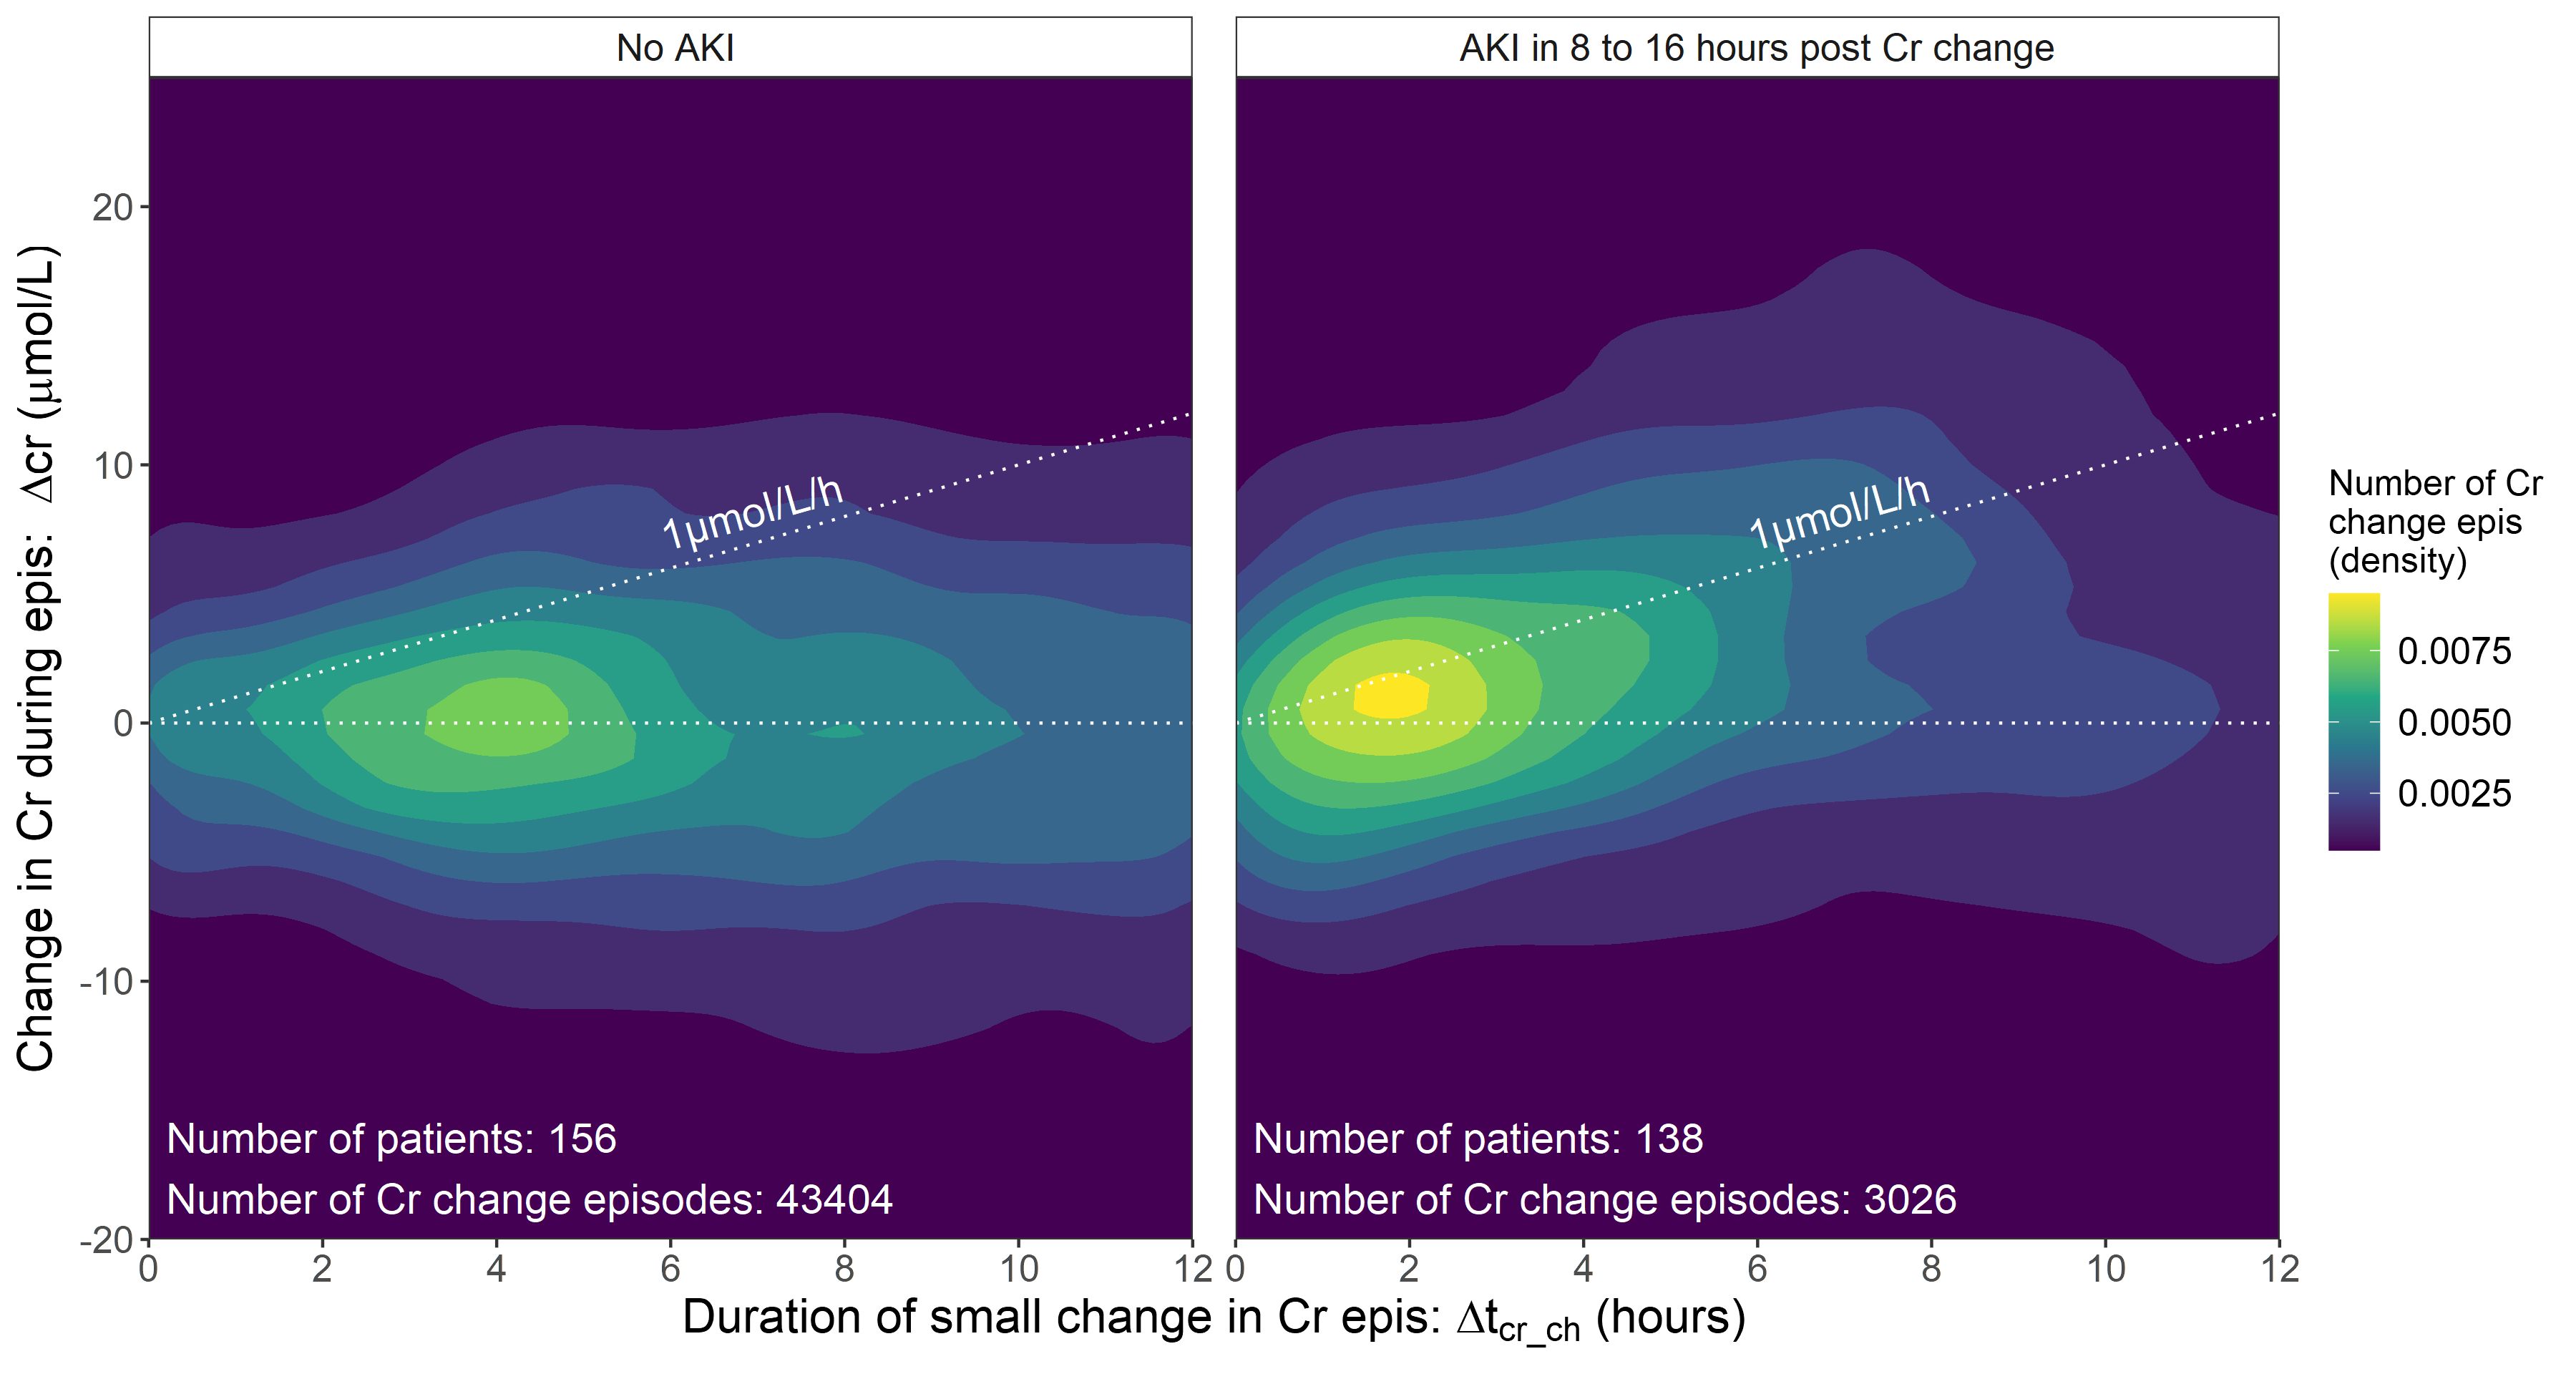 No AKI
AKI in 8 to 16 hours post Cr change
Change in Cr during epis: Δcr (μmol/L)
20
10
0
-10
-20
1μmol/L/h
1μmol/L/h
Number of patients: 156
Number of Cr change episodes: 43404
Number of patients: 138
Number of Cr change episodes: 3026
0 2 4 6 8 10 12
0 2 4 6 8 10 12
Duration of small change in Cr epis: Δt_cr_ch (hours)
Number of Cr
change epis
(density)
0.0075
0.0050
0.0025